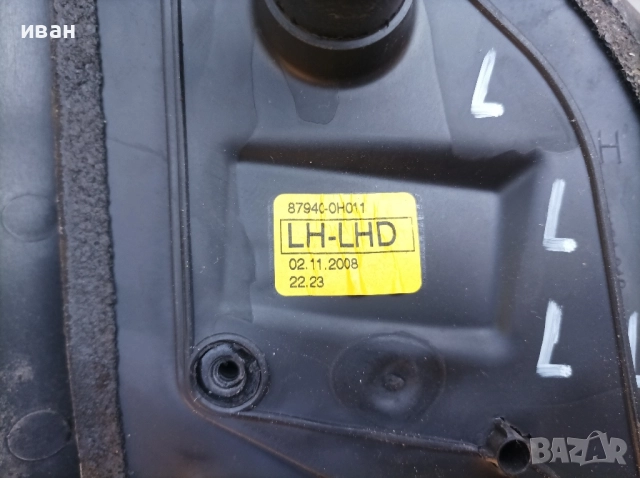 иван
L
H
87940-0H011
LH-LHD
02.11.2008
22.23
L
L
L
BAZAR